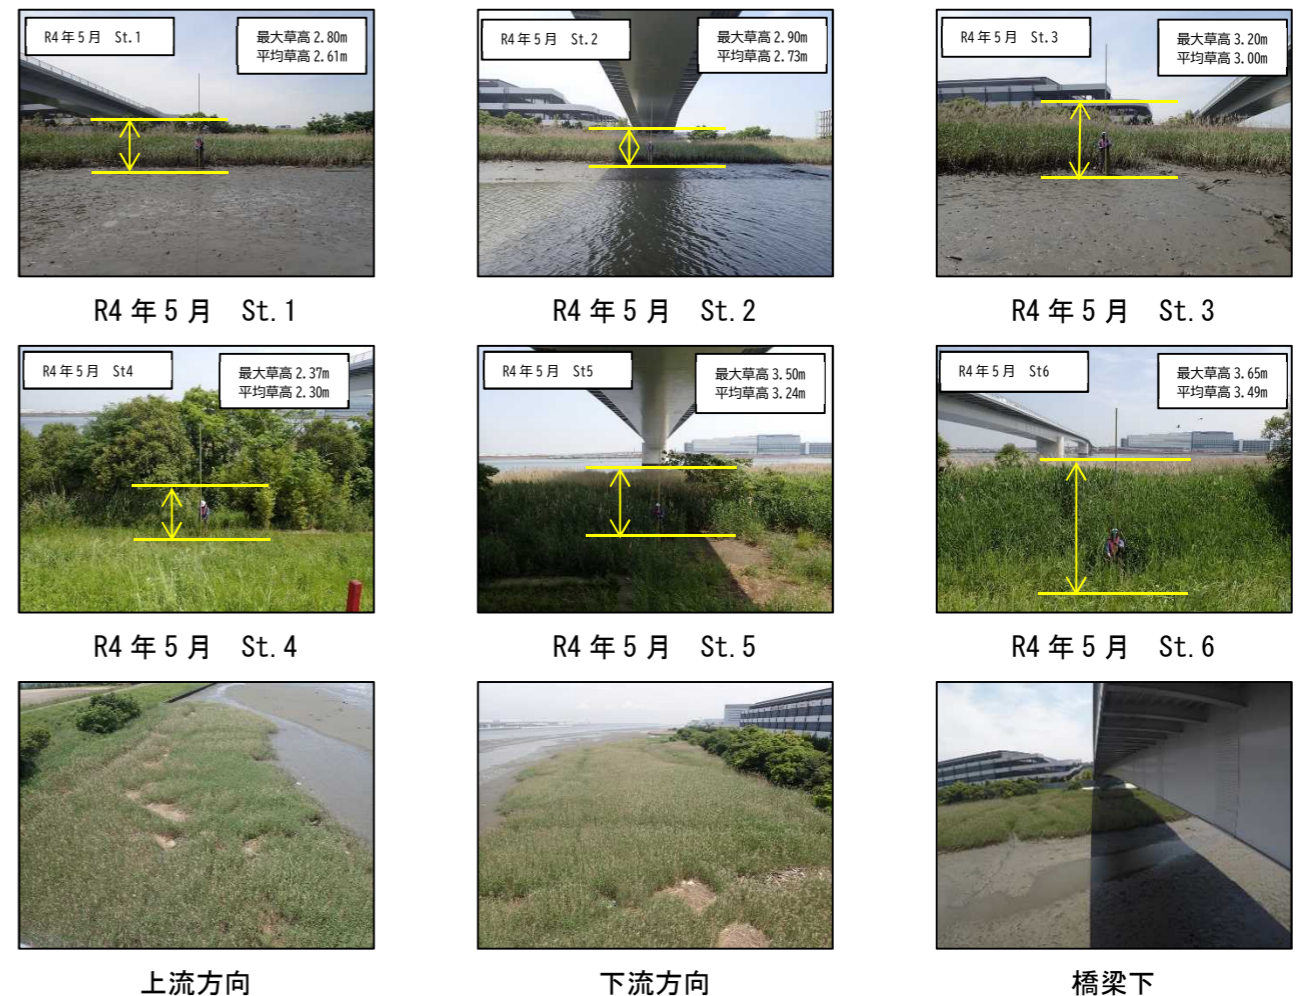 R4年5月 St.1
最大草高2.80m
平均草高2.61m
R4年5月 St.2
最大草高2.90m
平均草高2.73m
R4年5月 St.3
最大草高3.20m
平均草高3.00m
R4年5月 St.1
R4年5月 St.2
R4年5月 St.3
R4年5月 St4
最大草高2.37m
平均草高2.30m
R4年5月 St5
最大草高3.50m
平均草高3.24m
R4年5月 St6
最大草高3.65m
平均草高3.49m
R4年5月 St.4
R4年5月 St.5
R4年5月 St.6
上流方向
下流方向
橋梁下